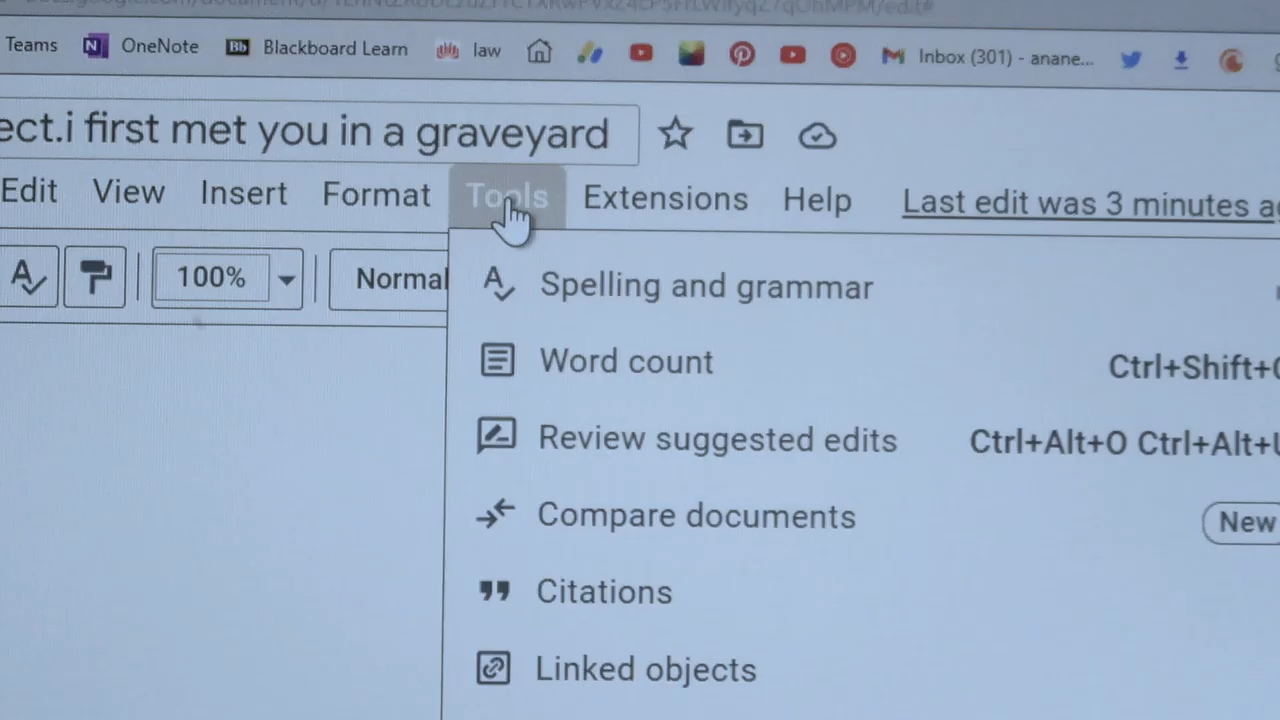 Teams OneNote Bb Blackboard Learn law Inbox (301) - anane...
ect.i first met you in a graveyard
Edit View Insert Format Tools Extensions Help Last edit was 3 minutes ag
100% Normal
Spelling and grammar
Word count Ctrl+Shift+C
Review suggested edits Ctrl+Alt+O Ctrl+Alt+U
Compare documents New
Citations
Linked objects